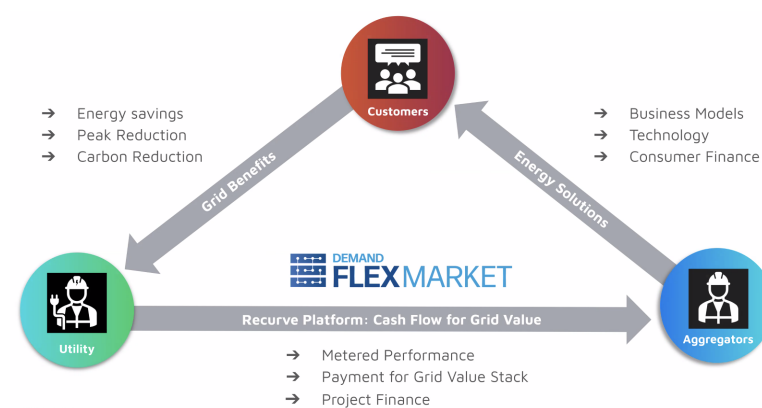 Customers
➔ Energy savings
➔ Peak Reduction
➔ Carbon Reduction
➔ Business Models
➔ Technology
➔ Consumer Finance
Grid Benefits
Energy Solutions
DEMAND
FLEXMARKET
Utility
Recurve Platform: Cash Flow for Grid Value
Aggregators
➔ Metered Performance
➔ Payment for Grid Value Stack
➔ Project Finance